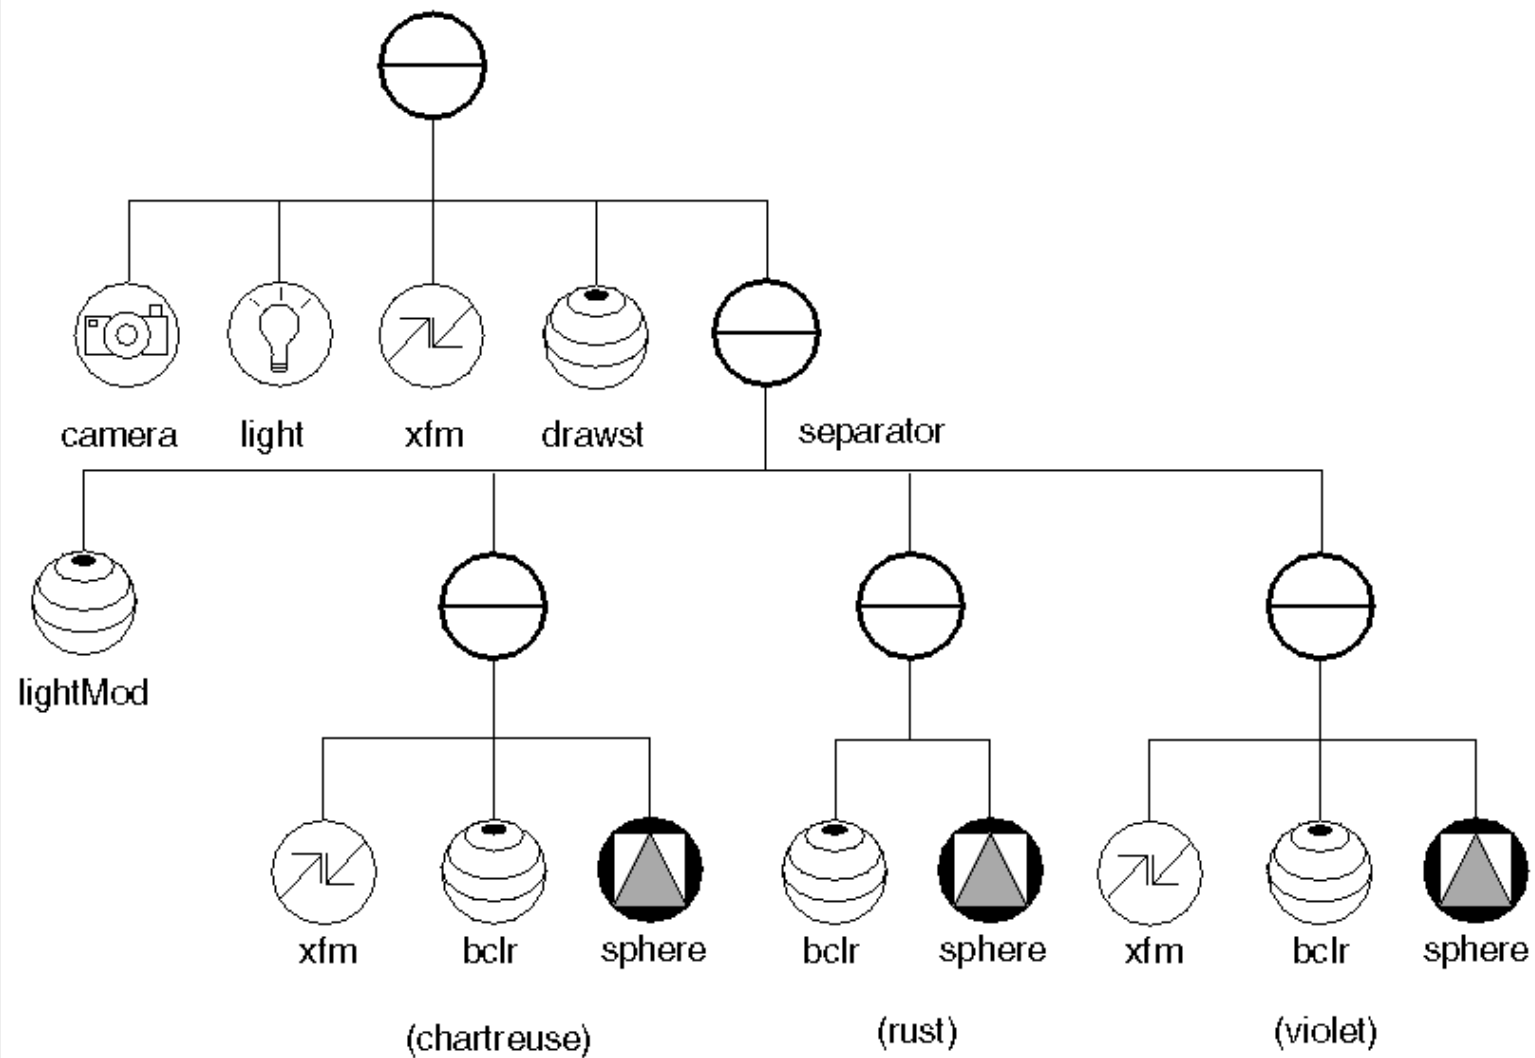 camera light xfm drawst separator
lightMod
xfm bclr sphere bclr sphere xfm bclr sphere
(chartreuse) (rust) (violet)